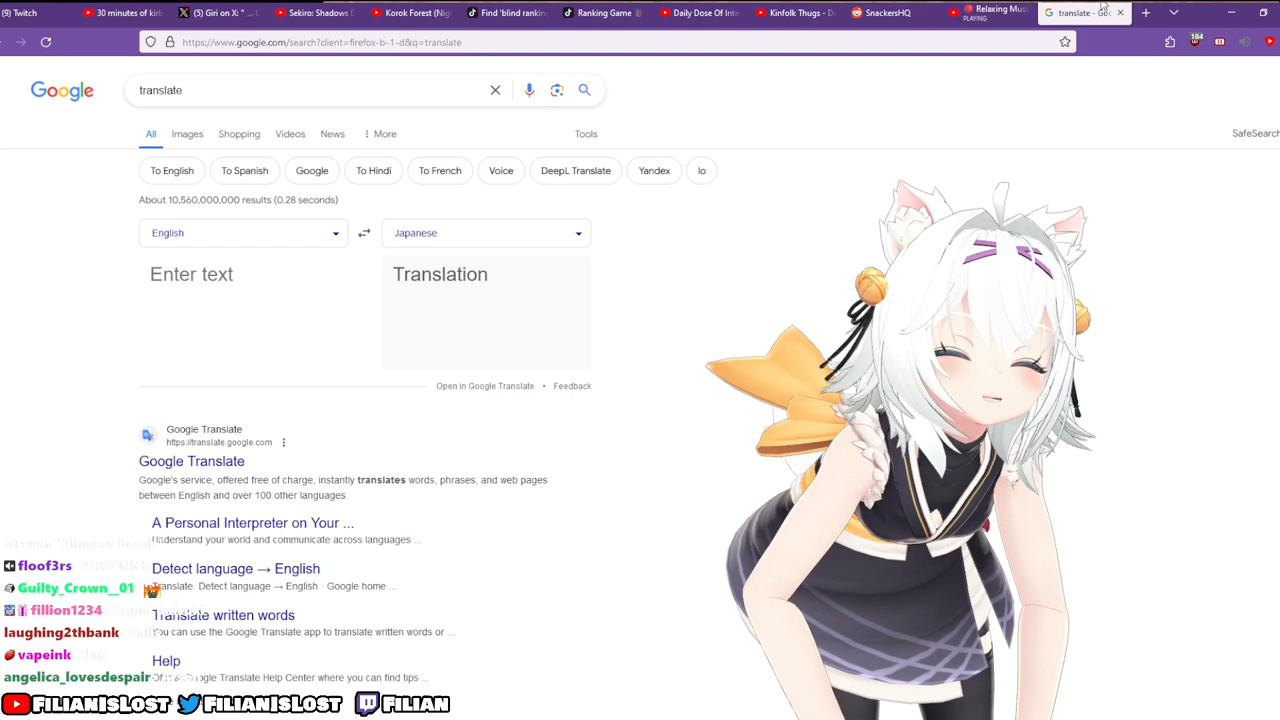 (9) Twitch
30 minutes of kir
(5) Giri on X: "
Sekiro: Shadows D
Korok Forest (Nig
Find 'blind rankin
Ranking Game
Daily Dose Of Inte
Kinfolk Thugs - D
SnackersHQ
Relaxing Mus
PLAYING
translate - Goo
https://www.google.com/search?client=firefox-b-1-d&q=translate
184
Google
translate
All
Images
Shopping
Videos
News
More
Tools
SafeSearch
To English
To Spanish
Google
To Hindi
To French
Voice
DeepL Translate
Yandex
Io
About 10,560,000,000 results (0.28 seconds)
English
Japanese
Enter text
Translation
Open in Google Translate • Feedback
Google Translate
https://translate.google.com
Google Translate
Google's service, offered free of charge, instantly translates words, phrases, and web pages
between English and over 100 other languages.
A Personal Interpreter on Your ...
Understand your world and communicate across languages ...
Detect language → English
Translate. Detect language → English · Google home ...
Translate written words
You can use the Google Translate app to translate written words or ...
Help
Google Translate Help Center where you can find tips ...
floof3rs
Guilty_Crown__01
fillion1234
laughing2thbank
vapeink
angelica_lovesdespair
FILIANISLOST
FILIANISLOST
FILIAN